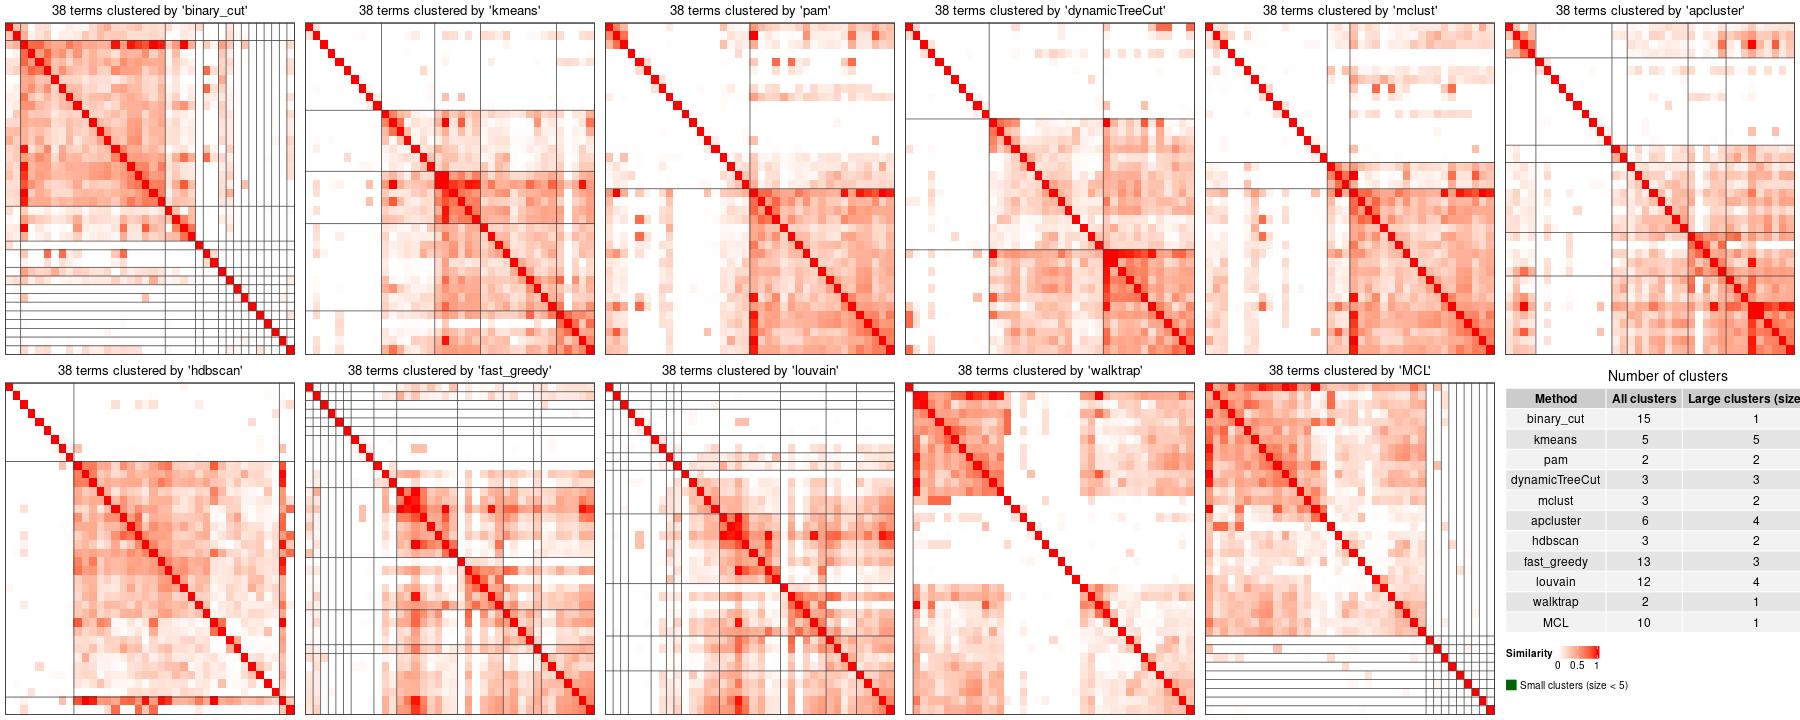 38 terms clustered by 'binary_cut'
38 terms clustered by 'kmeans'
38 terms clustered by 'pam'
38 terms clustered by 'dynamicTreeCut'
38 terms clustered by 'mclust'
38 terms clustered by 'apcluster'
38 terms clustered by 'hdbscan'
38 terms clustered by 'fast_greedy'
38 terms clustered by 'louvain'
38 terms clustered by 'walktrap'
38 terms clustered by 'MCL'
Number of clusters
Method All clusters Large clusters (size
binary_cut 15 1
kmeans 5 5
pam 2 2
dynamicTreeCut 3 3
mclust 3 2
apcluster 6 4
hdbscan 3 2
fast_greedy 13 3
louvain 12 4
walktrap 2 1
MCL 10 1
Similarity
0 0.5 1
Small clusters (size < 5)